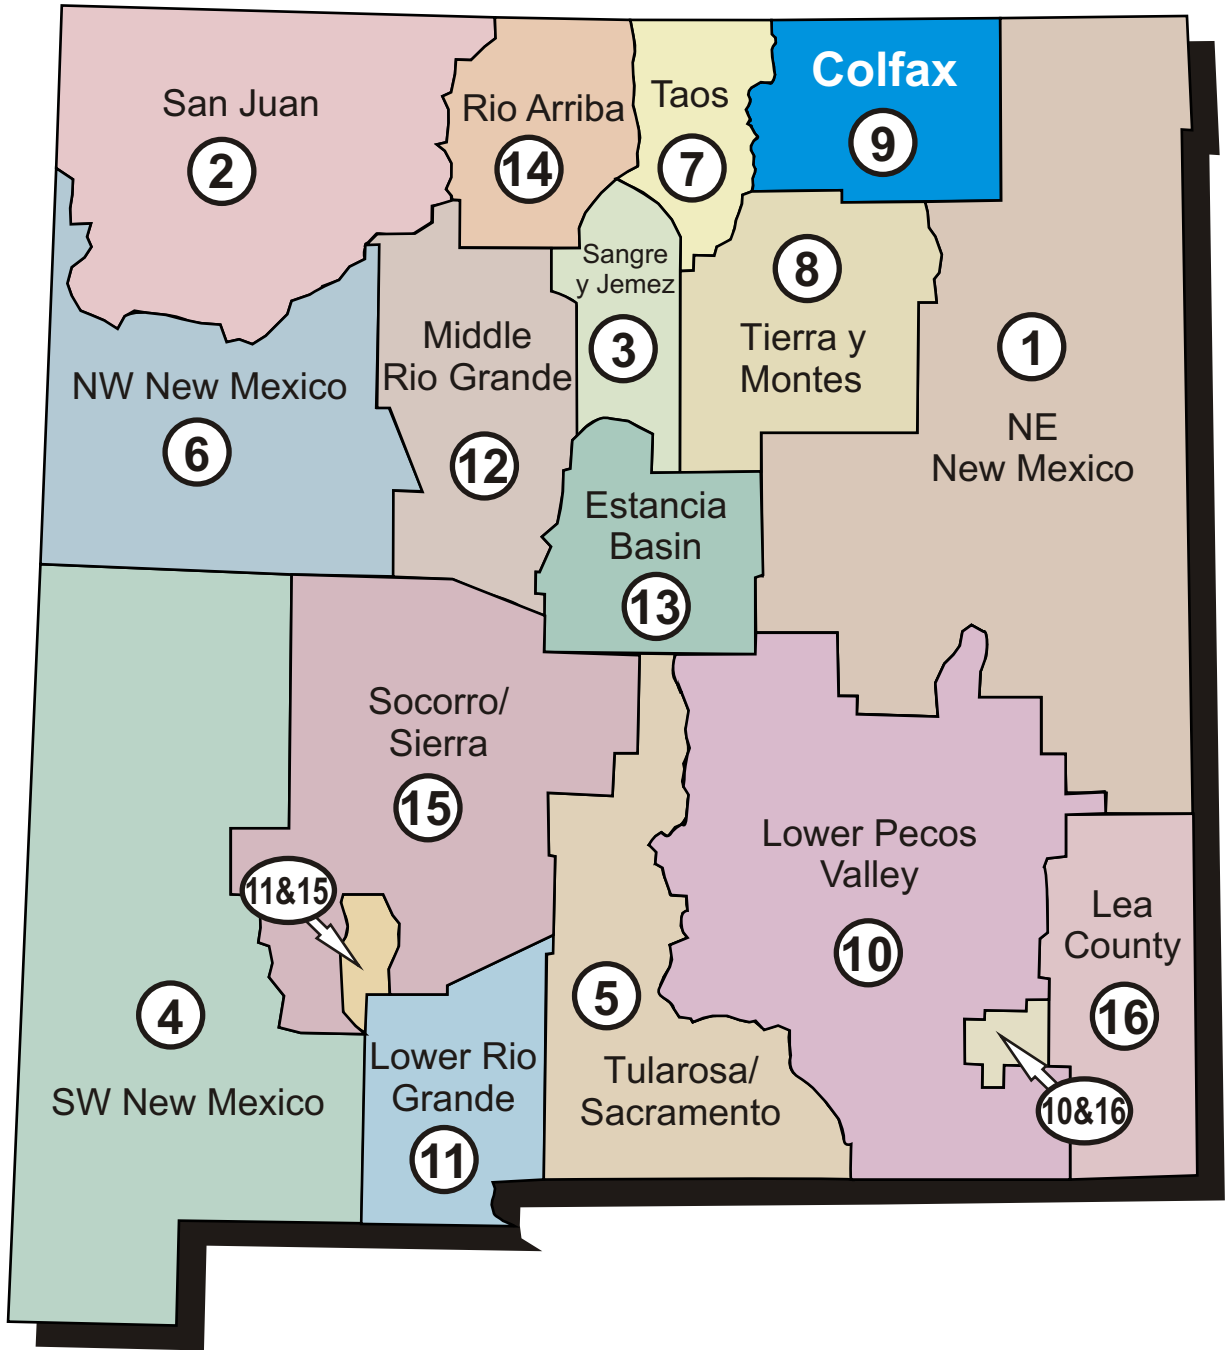 San Juan
2
Rio Arriba
14
Taos
7
Colfax
9
Sangre
y Jemez
3
8
Tierra y
Montes
1
NE
New Mexico
NW New Mexico
6
Middle
Rio Grande
12
Estancia
Basin
13
Socorro/
Sierra
15
11&15
Lower Pecos
Valley
10
Lea
County
16
10&16
4
SW New Mexico
Lower Rio
Grande
11
5
Tularosa/
Sacramento